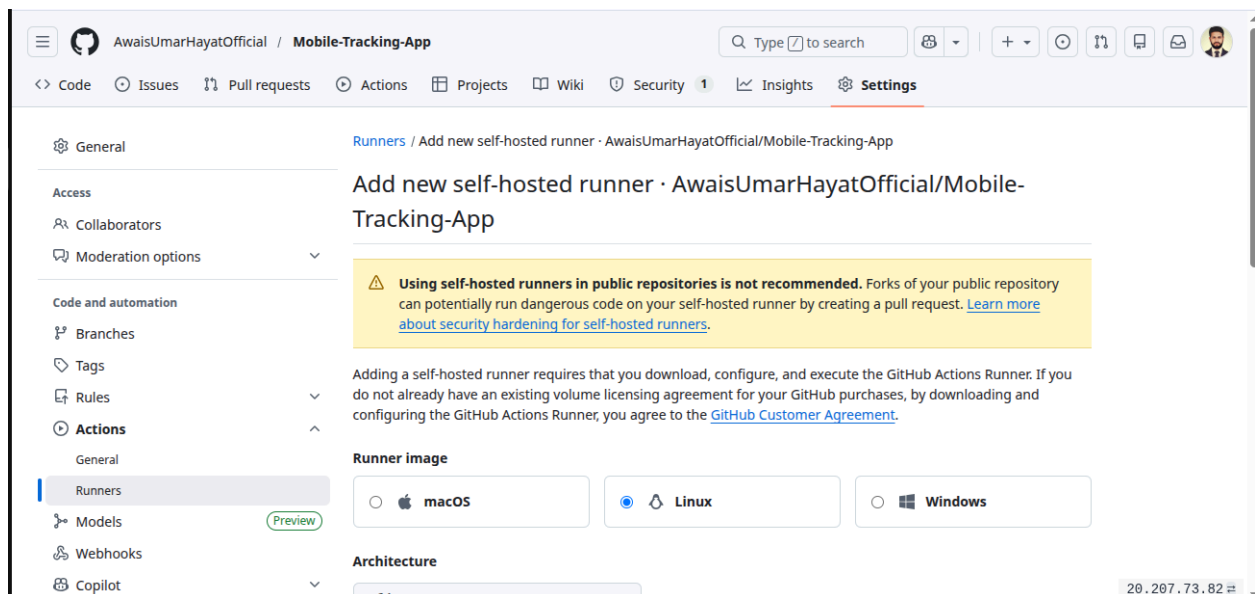 AwaisUmarHayatOfficial / Mobile-Tracking-App
Type / to search
Code Issues Pull requests Actions Projects Wiki Security 1 Insights Settings
General
Access
Collaborators
Moderation options
Code and automation
Branches
Tags
Rules
Actions
General
Runners
Models Preview
Webhooks
Copilot
Runners / Add new self-hosted runner · AwaisUmarHayatOfficial/Mobile-Tracking-App
Add new self-hosted runner · AwaisUmarHayatOfficial/Mobile-
Tracking-App
Using self-hosted runners in public repositories is not recommended. Forks of your public repository
can potentially run dangerous code on your self-hosted runner by creating a pull request. Learn more
about security hardening for self-hosted runners.
Adding a self-hosted runner requires that you download, configure, and execute the GitHub Actions Runner. If you
do not already have an existing volume licensing agreement for your GitHub purchases, by downloading and
configuring the GitHub Actions Runner, you agree to the GitHub Customer Agreement.
Runner image
macOS Linux Windows
Architecture
20.207.73.82